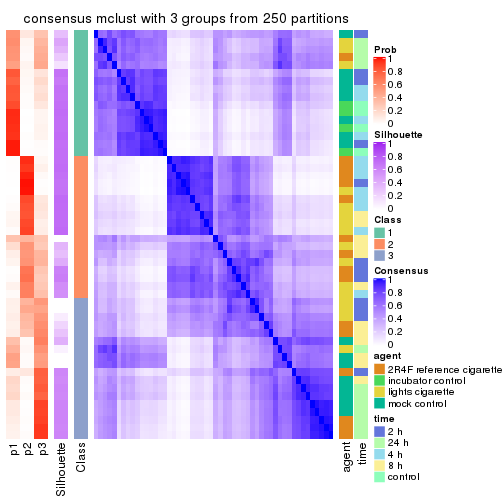 consensus mclust with 3 groups from 250 partitions
Prob
1
0.8
0.6
0.4
0.2
0
Silhouette
1
0.8
0.6
0.4
0.2
0
Class
1
2
3
Consensus
1
0.8
0.6
0.4
0.2
0
agent
2R4F reference cigarette
incubator control
lights cigarette
mock control
time
2 h
24 h
4 h
8 h
control
p1
p2
p3
Silhouette
Class
agent
time